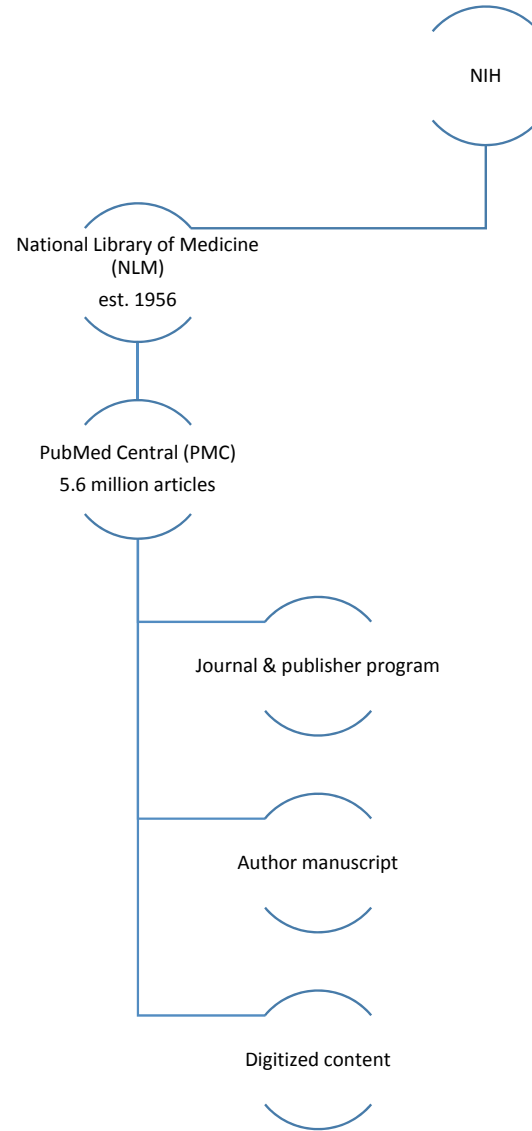 NIH
National Library of Medicine
(NLM)
est. 1956
PubMed Central (PMC)
5.6 million articles
Journal & publisher program
Author manuscript
Digitized content